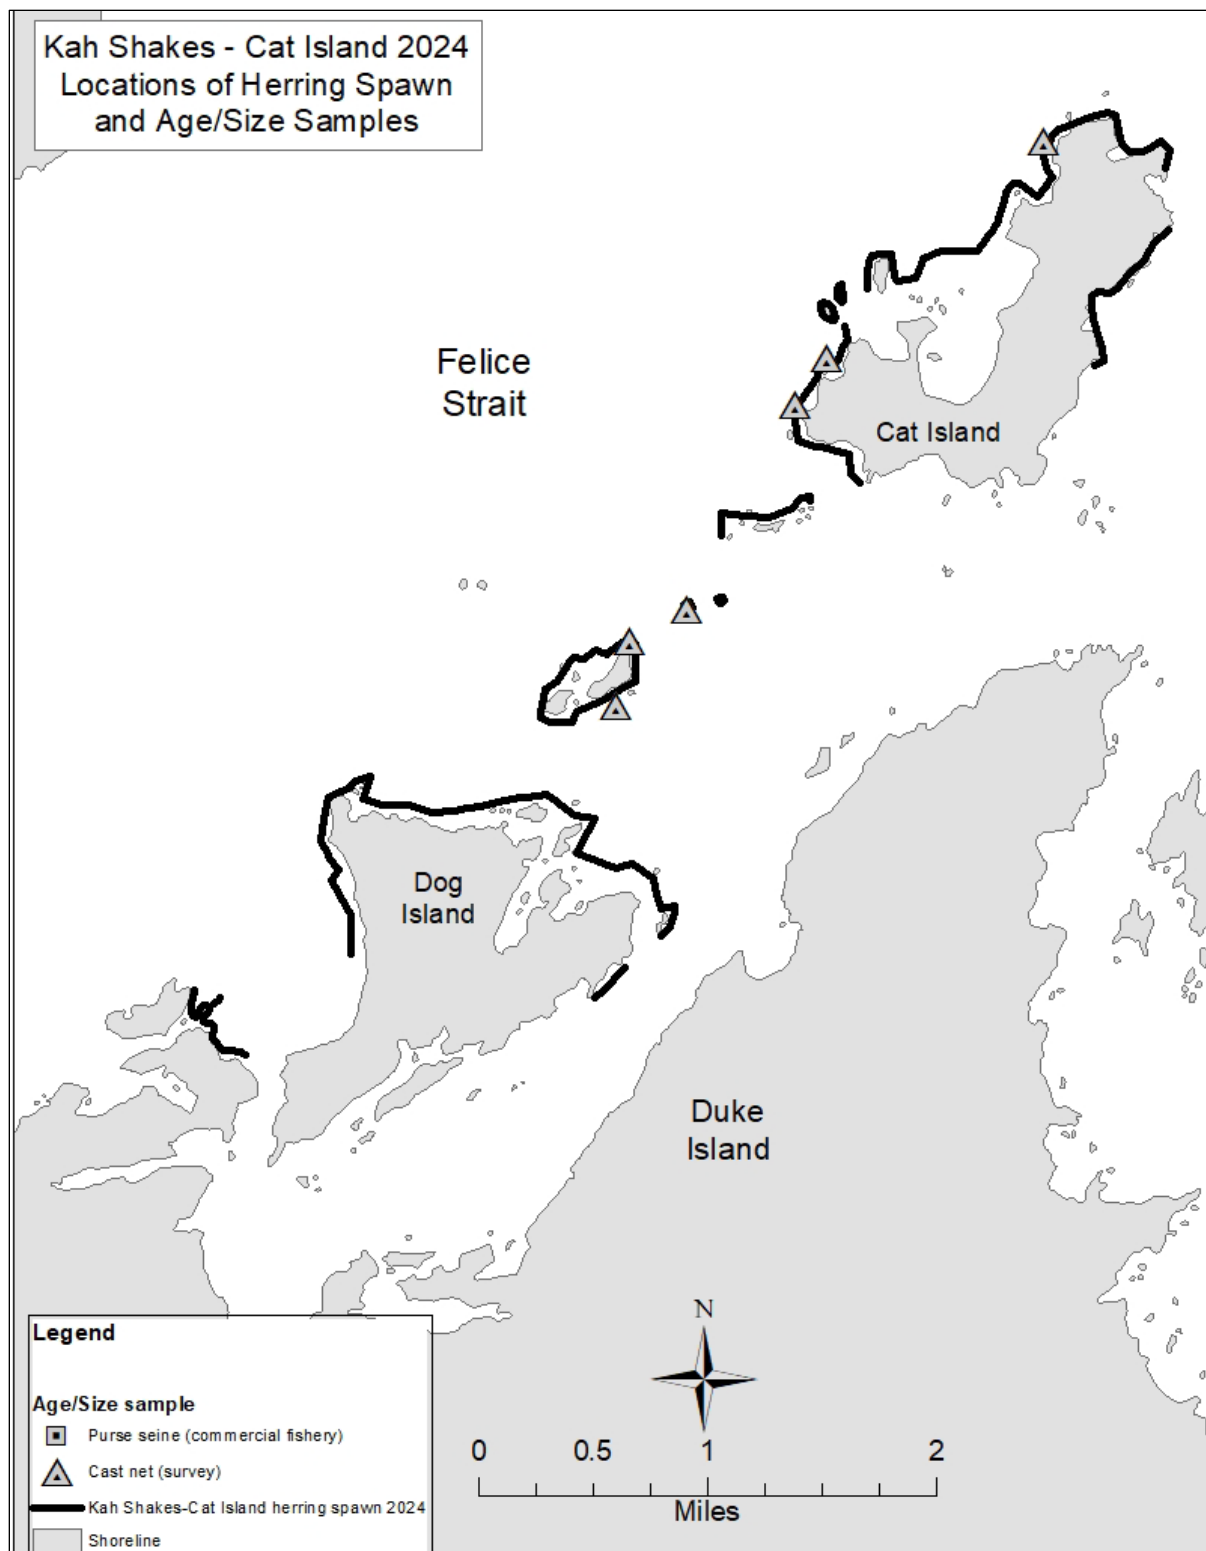 Kah Shakes - Cat Island 2024
Locations of Herring Spawn
and Age/Size Samples
Felice
Strait
Cat Island
Dog
Island
Duke
Island
N
Legend
Age/Size sample
Purse seine (commercial fishery)
Cast net (survey)
Kah Shakes-Cat Island herring spawn 2024
Shoreline
0 0.5 1 2
Miles